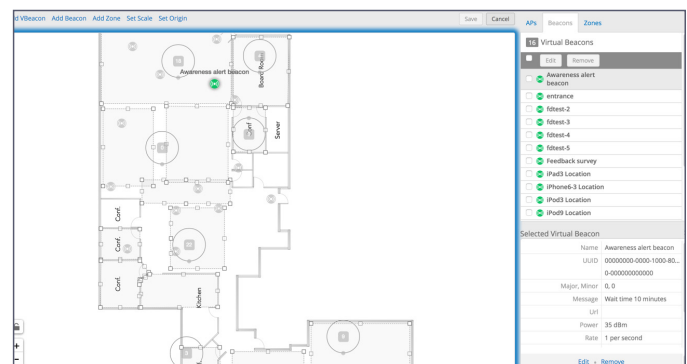 d VBeacon Add Beacon Add Zone Set Scale Set Origin
Save Cancel
APs Beacons Zones
16 Virtual Beacons
Edit Remove
Awareness alert
beacon
entrance
fdtest-2
fdtest-3
fdtest-4
fdtest-5
Feedback survey
iPad3 Location
iPhone6-3 Location
iPod3 Location
iPod9 Location
Selected Virtual Beacon
Name Awareness alert beacon
UUID 00000000-0000-1000-80...
0-000000000000
Major, Minor 0, 0
Message Wait time 10 minutes
Url
Power 35 dBm
Rate 1 per second
Edit Remove
Awareness alert beacon
Board Room
Conf
Server
Conf.
Conf.
Conf.
Kitchen
+
−